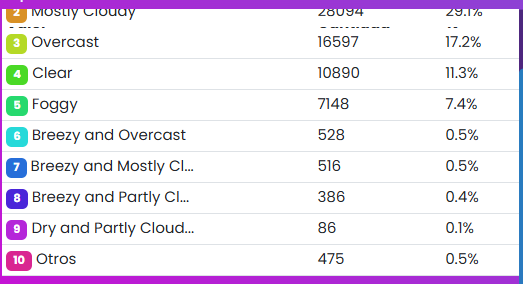 2 Mostly Cloudy 28094 29.1%
3 Overcast 16597 17.2%
4 Clear 10890 11.3%
5 Foggy 7148 7.4%
6 Breezy and Overcast 528 0.5%
7 Breezy and Mostly Cl... 516 0.5%
8 Breezy and Partly Cl... 386 0.4%
9 Dry and Partly Cloud... 86 0.1%
10 Otros 475 0.5%